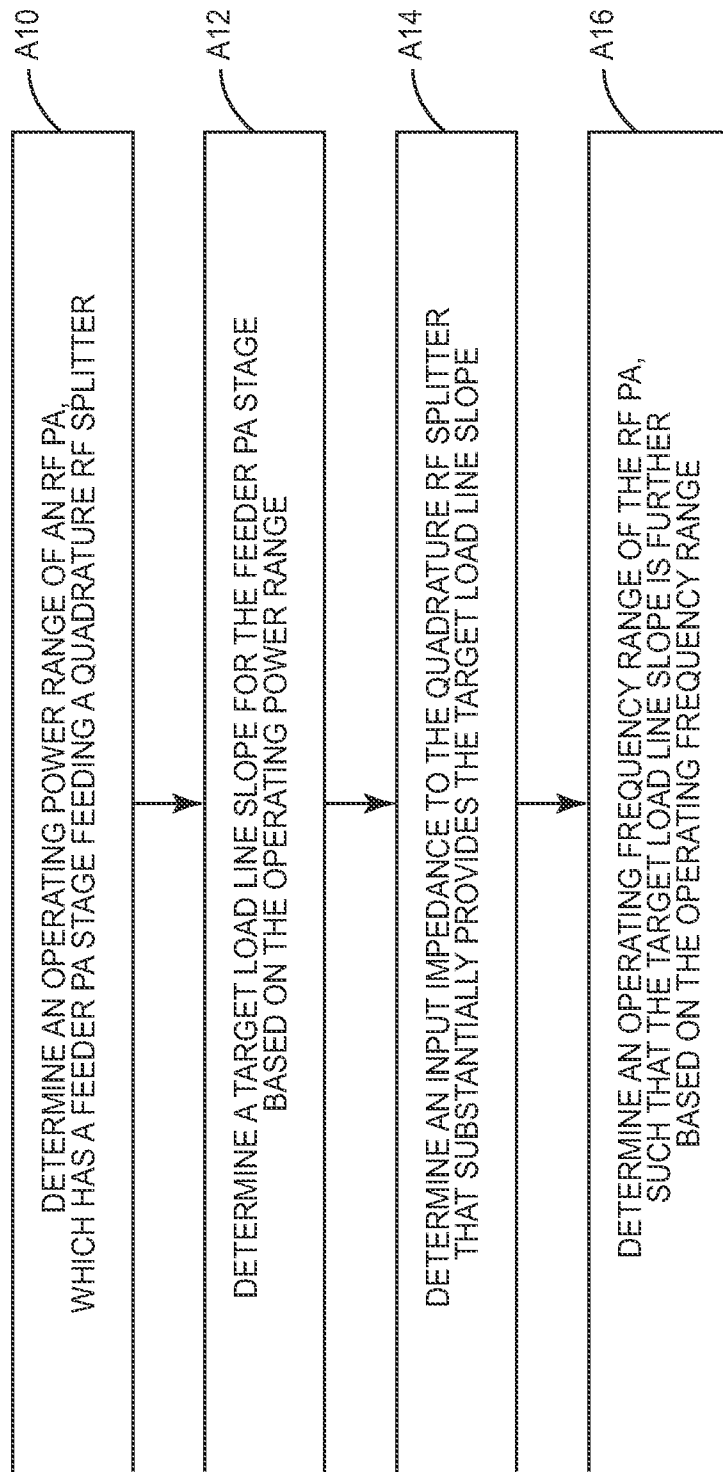 DETERMINE AN OPERATING POWER RANGE OF AN RF PA,
WHICH HAS A FEEDER PA STAGE FEEDING A QUADRATURE RF SPLITTER
A10
DETERMINE A TARGET LOAD LINE SLOPE FOR THE FEEDER PA STAGE
BASED ON THE OPERATING POWER RANGE
A12
DETERMINE AN INPUT IMPEDANCE TO THE QUADRATURE RF SPLITTER
THAT SUBSTANTIALLY PROVIDES THE TARGET LOAD LINE SLOPE
A14
DETERMINE AN OPERATING FREQUENCY RANGE OF THE RF PA,
SUCH THAT THE TARGET LOAD LINE SLOPE IS FURTHER
BASED ON THE OPERATING FREQUENCY RANGE
A16